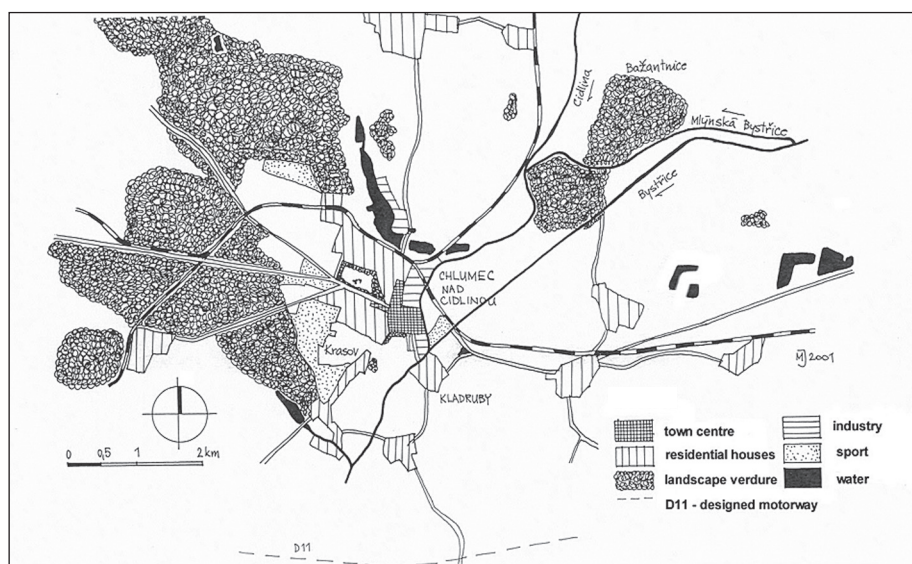 Bažantnice
Cidlina
Mlýnská Bystřice
Bystřice
CHLUMEC
NAD
CIDLINOU
Krasov
KLADRUBY
MJ 2001
0 0,5 1 2 km
town centre
residential houses
landscape verdure
D11 - designed motorway
industry
sport
water
D11